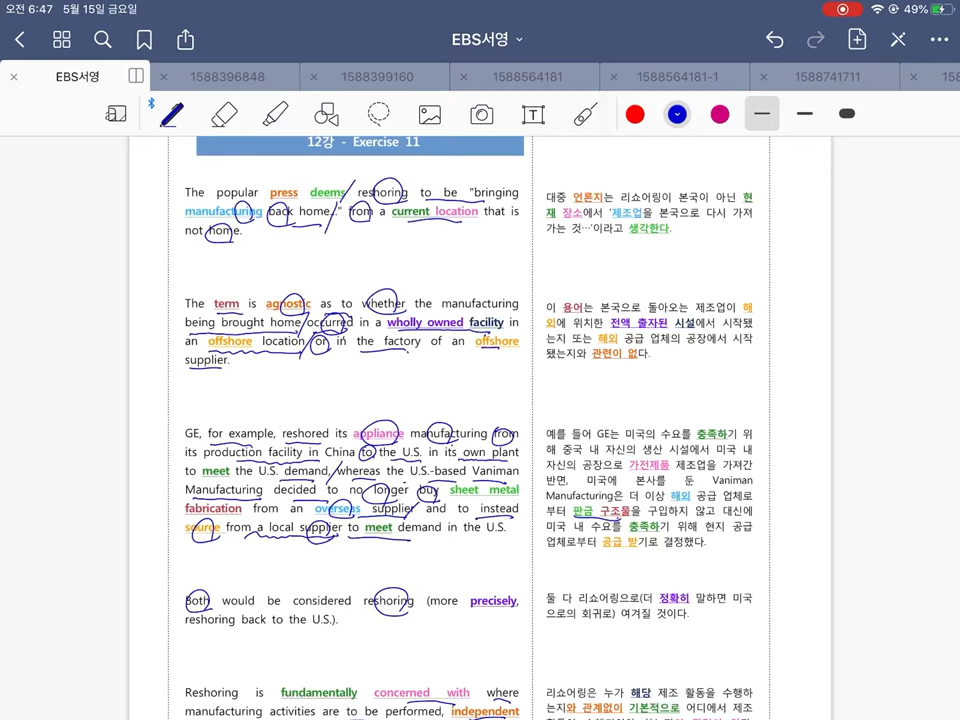 오전 6:47 5월 15일 금요일
49%
EBS서영
EBS서영
1588396848
1588399160
1588564181
1588564181-1
1588741711
158
12강 - Exercise 11
The popular press deems reshoring to be "bringing
manufacturing back home..." from a current location that is
not home.
대중 언론지는 리쇼어링이 본국이 아닌 현
재 장소에서 '제조업을 본국으로 다시 가져
가는 것…'이라고 생각한다.
The term is agnostic as to whether the manufacturing
being brought home occurred in a wholly owned facility in
an offshore location or in the factory of an offshore
supplier.
이 용어는 본국으로 돌아오는 제조업이 해
외에 위치한 전액 출자된 시설에서 시작됐
는지 또는 해외 공급 업체의 공장에서 시작
됐는지와 관련이 없다.
GE, for example, reshored its appliance manufacturing from
its production facility in China to the U.S. in its own plant
to meet the U.S. demand, whereas the U.S.-based Vaniman
Manufacturing decided to no longer buy sheet metal
fabrication from an overseas supplier and to instead
source from a local supplier to meet demand in the U.S.
예를 들어 GE는 미국의 수요를 충족하기 위
해 중국 내 자신의 생산 시설에서 미국 내
자신의 공장으로 가전제품 제조업을 가져간
반면, 미국에 본사를 둔 Vaniman
Manufacturing은 더 이상 해외 공급 업체로
부터 판금 구조물을 구입하지 않고 대신에
미국 내 수요를 충족하기 위해 현지 공급
업체로부터 공급 받기로 결정했다.
Both would be considered reshoring (more precisely,
reshoring back to the U.S.).
둘 다 리쇼어링으로(더 정확히 말하면 미국
으로의 회귀로) 여겨질 것이다.
Reshoring is fundamentally concerned with where
manufacturing activities are to be performed, independent
리쇼어링은 누가 해당 제조 활동을 수행하
는지와 관계없이 기본적으로 어디에서 제조